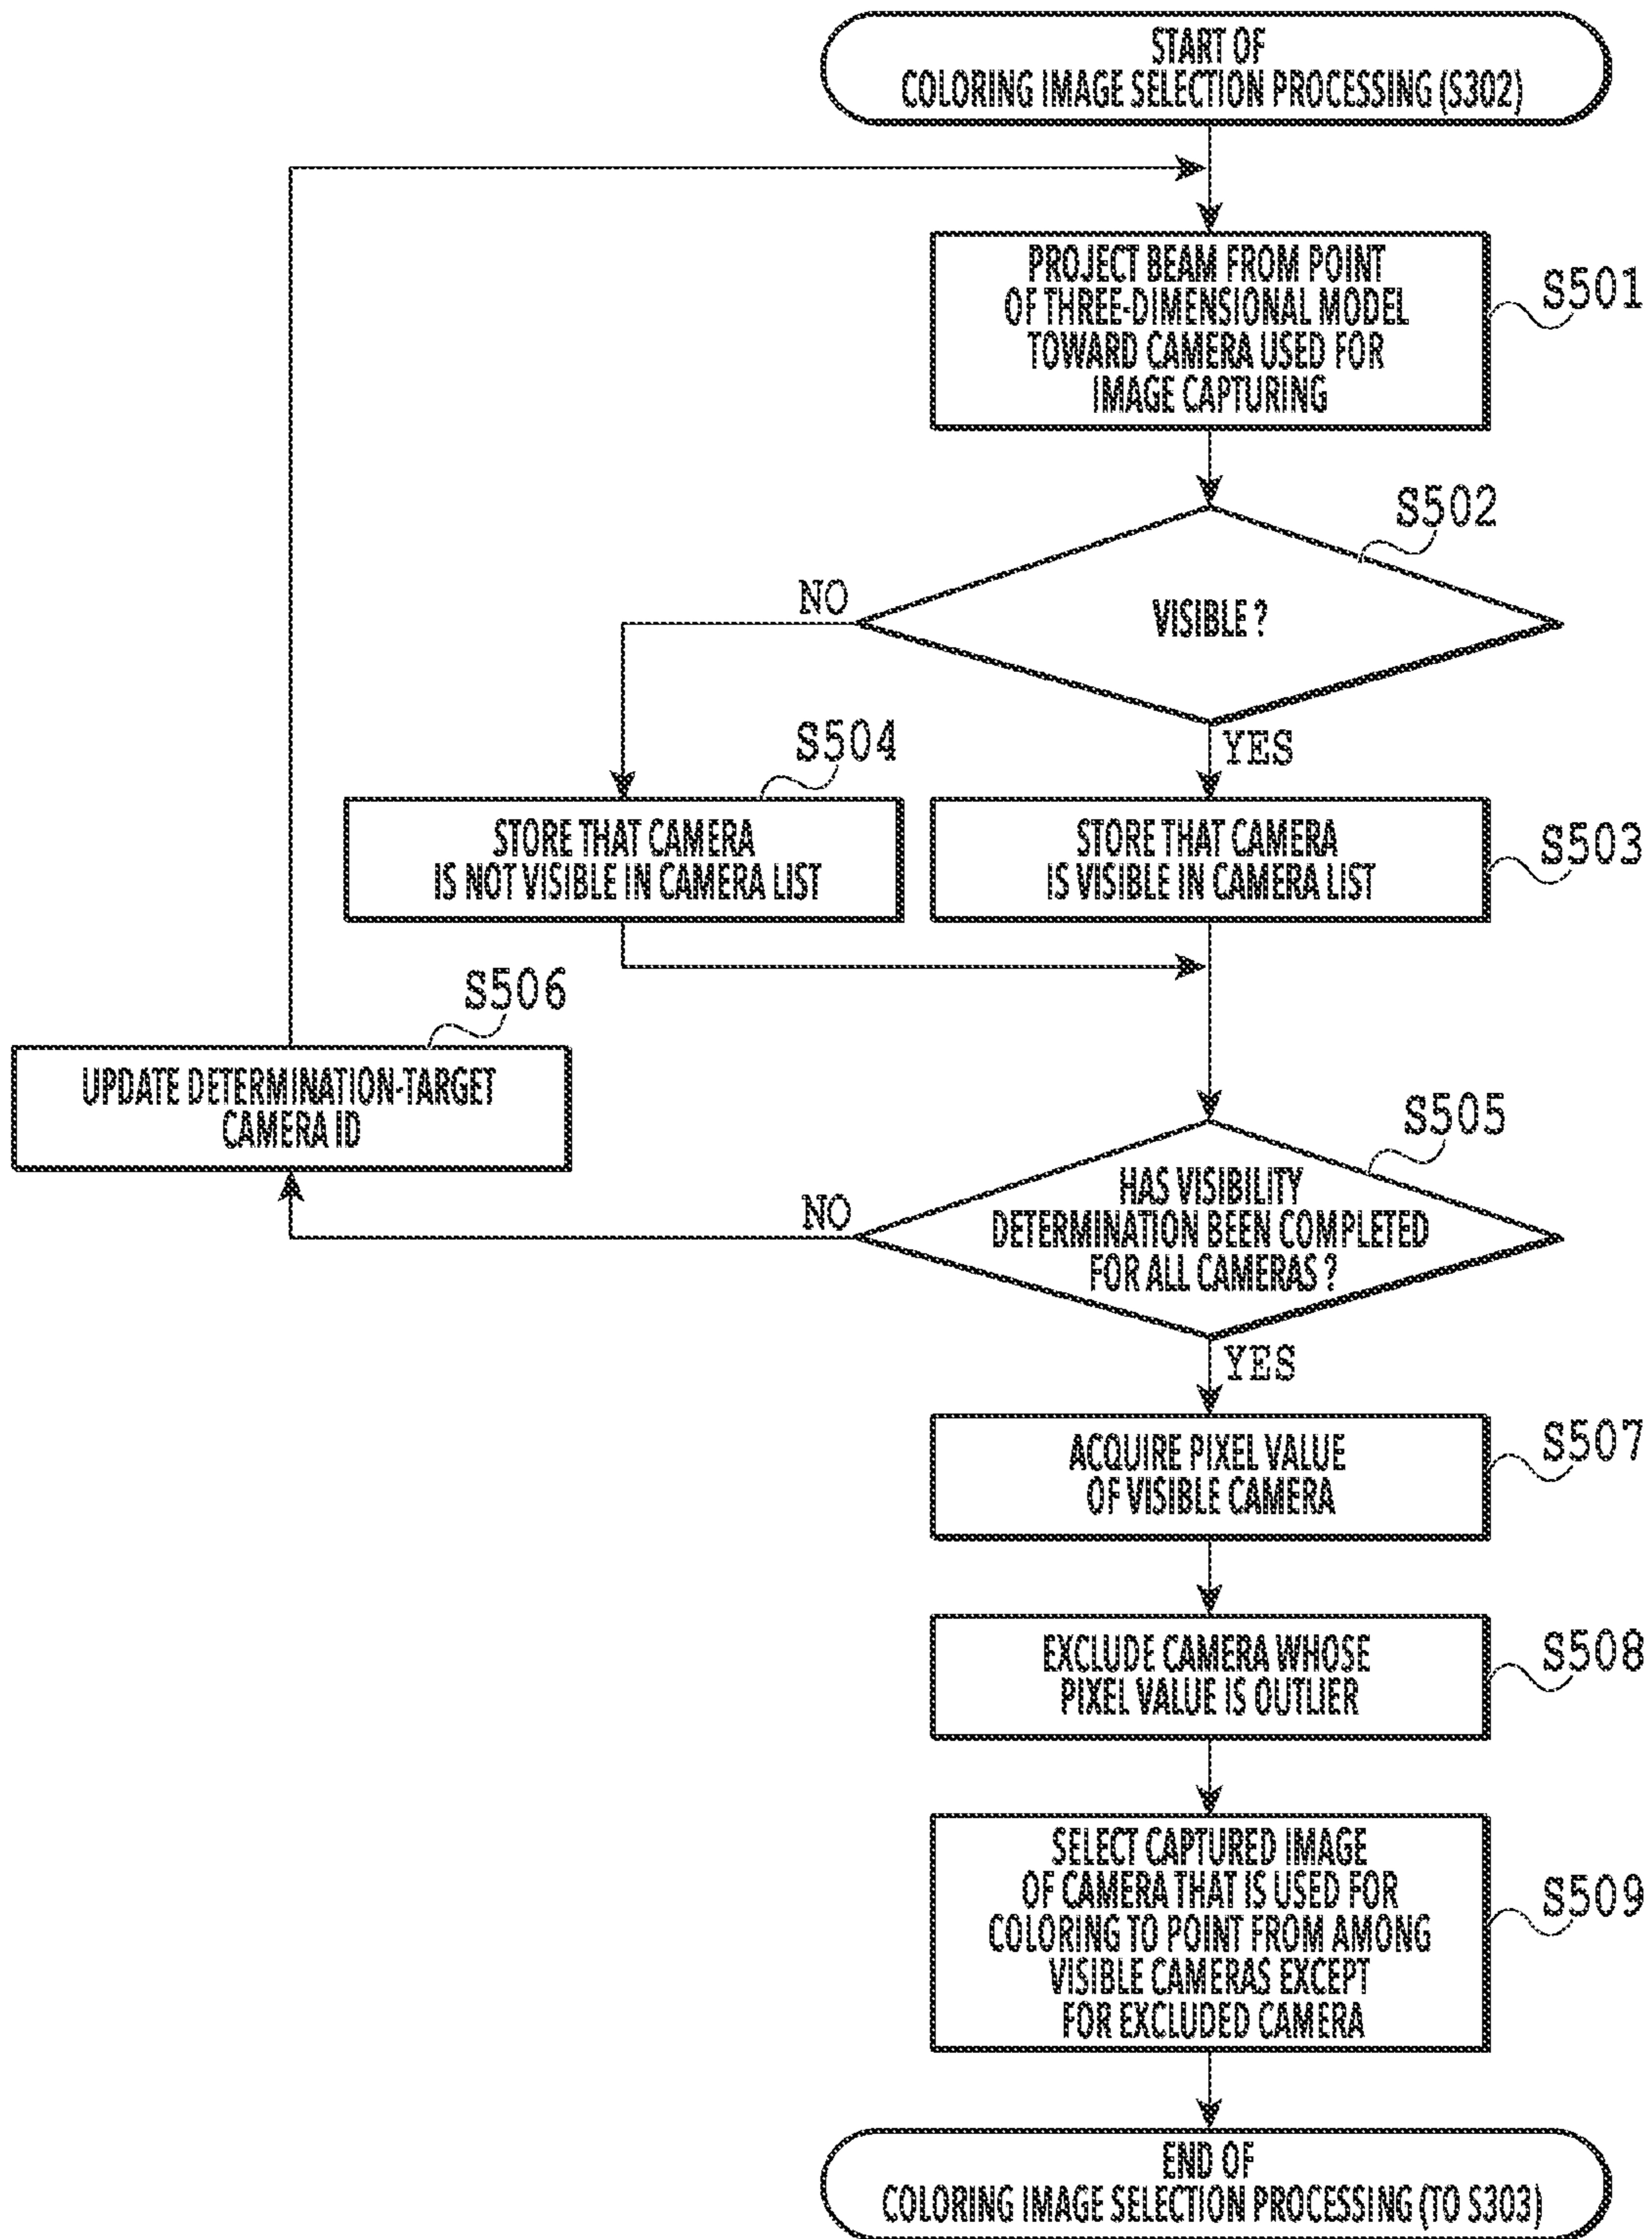 START OF
COLORING IMAGE SELECTION PROCESSING (S302)
PROJECT BEAM FROM POINT
OF THREE-DIMENSIONAL MODEL
TOWARD CAMERA USED FOR
IMAGE CAPTURING
S501
S502
VISIBLE ?
NO
YES
S504
STORE THAT CAMERA
IS NOT VISIBLE IN CAMERA LIST
STORE THAT CAMERA
IS VISIBLE IN CAMERA LIST
S503
S506
UPDATE DETERMINATION-TARGET
CAMERA ID
S505
HAS VISIBILITY
DETERMINATION BEEN COMPLETED
FOR ALL CAMERAS ?
NO
YES
ACQUIRE PIXEL VALUE
OF VISIBLE CAMERA
S507
EXCLUDE CAMERA WHOSE
PIXEL VALUE IS OUTLIER
S508
SELECT CAPTURED IMAGE
OF CAMERA THAT IS USED FOR
COLORING TO POINT FROM AMONG
VISIBLE CAMERAS EXCEPT
FOR EXCLUDED CAMERA
S509
END OF
COLORING IMAGE SELECTION PROCESSING (TO S303)